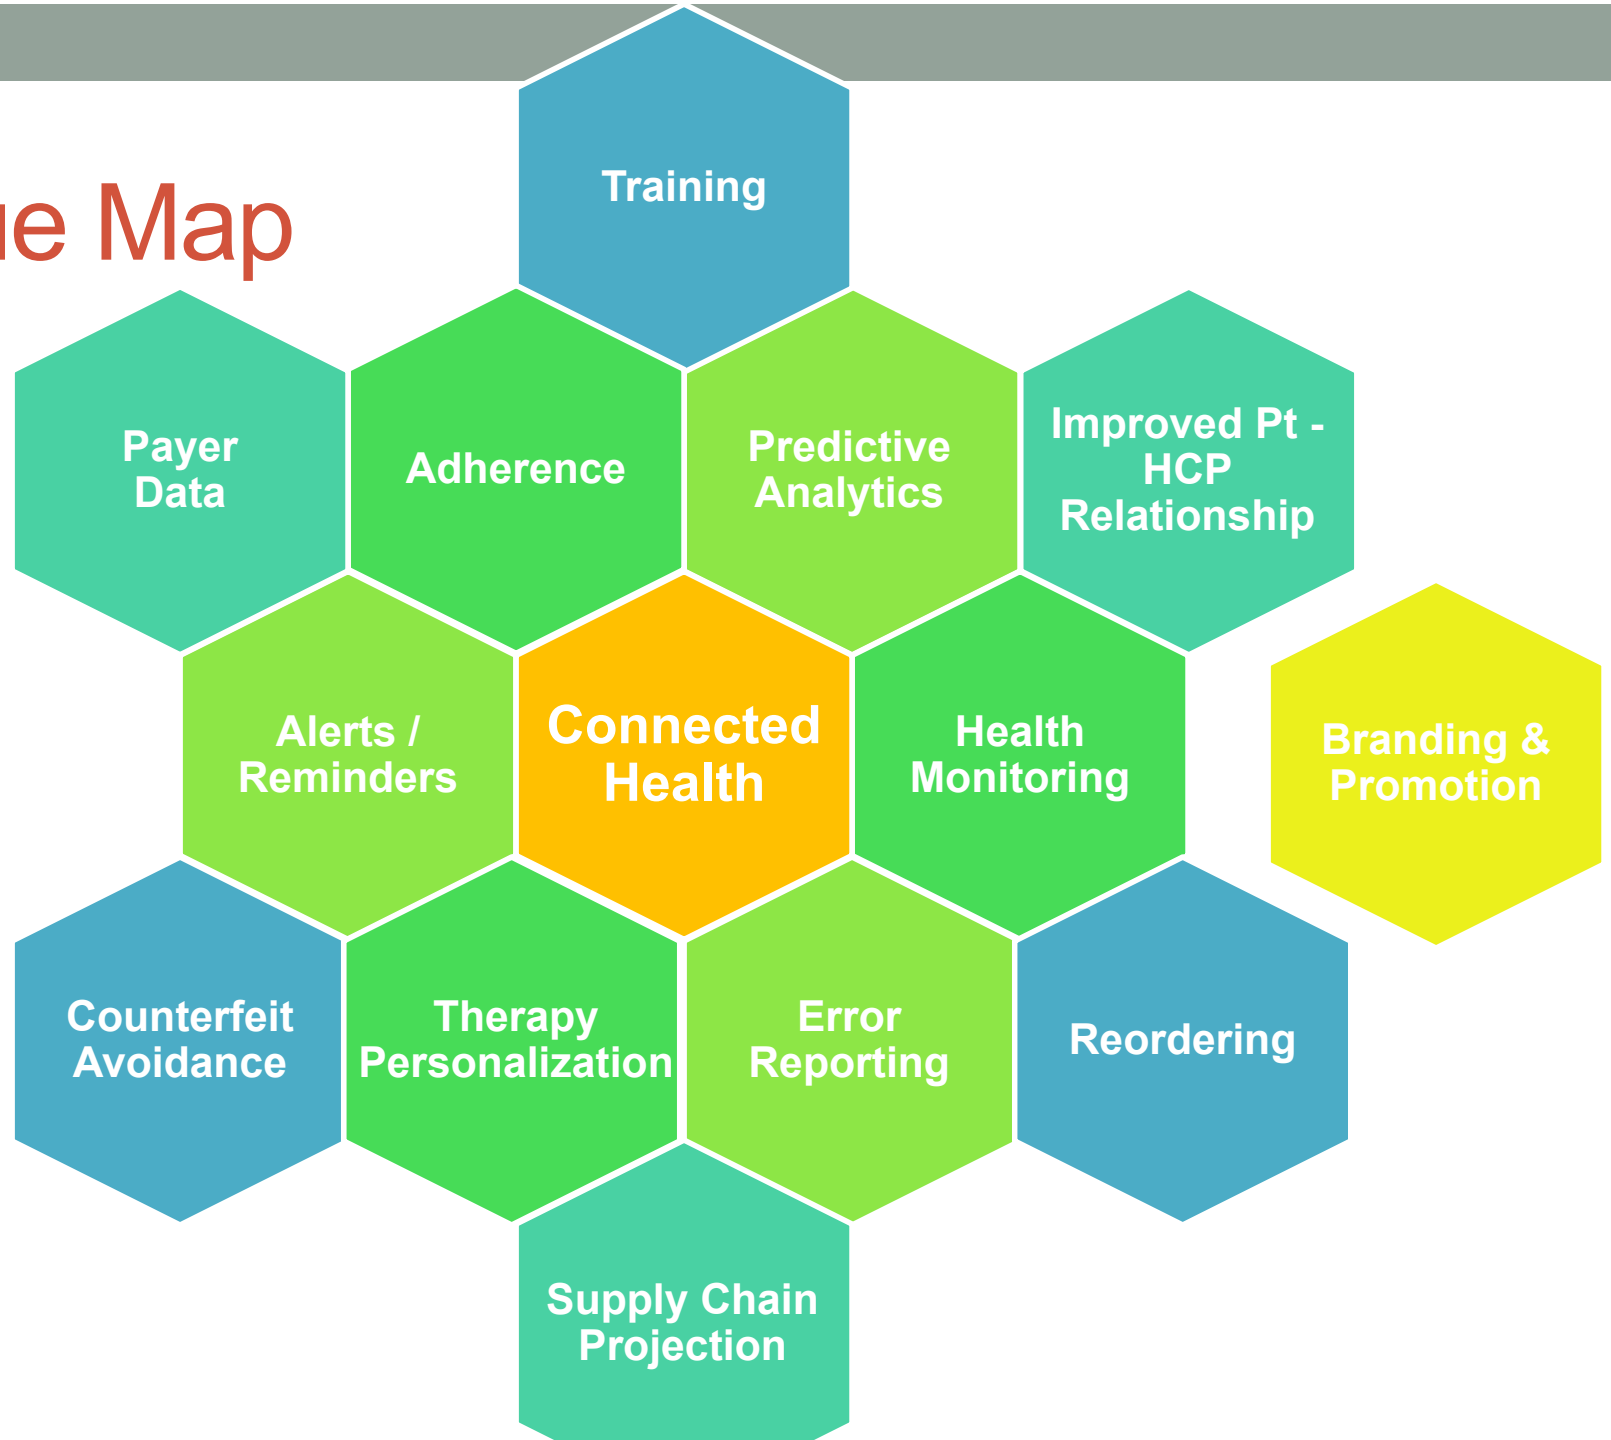 Training
ue Map
Payer
Data
Adherence
Predictive
Analytics
Improved Pt -
HCP
Relationship
Alerts /
Reminders
Connected
Health
Health
Monitoring
Branding &
Promotion
Counterfeit
Avoidance
Therapy
Personalization
Error
Reporting
Reordering
Supply Chain
Projection